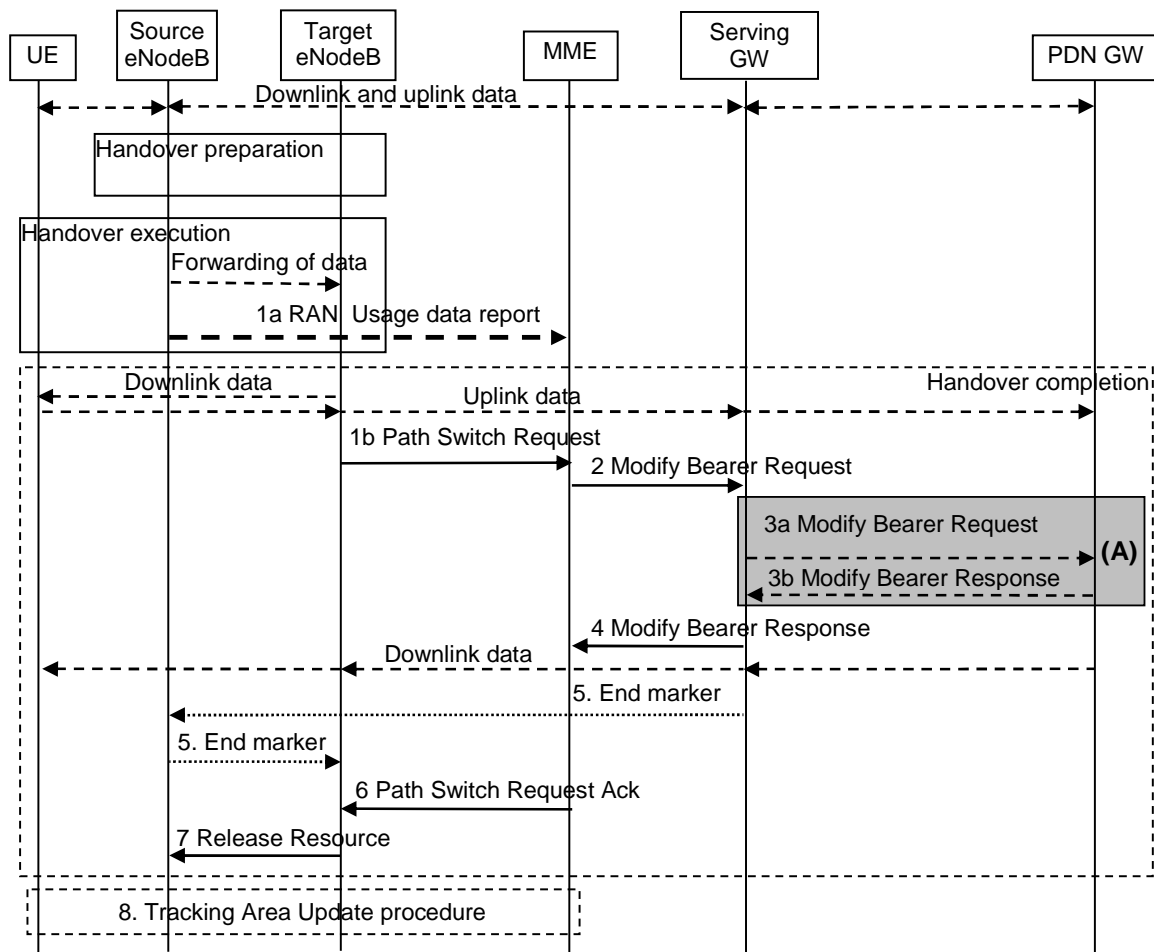 UE
Source
eNodeB
Target
eNodeB
MME
Serving
GW
PDN GW
Downlink and uplink data
Handover preparation
Handover execution
Forwarding of data
1a RAN Usage data report
Downlink data
Handover completion
Uplink data
1b Path Switch Request
2 Modify Bearer Request
3a Modify Bearer Request
(A)
3b Modify Bearer Response
4 Modify Bearer Response
Downlink data
5. End marker
5. End marker
6 Path Switch Request Ack
7 Release Resource
8. Tracking Area Update procedure